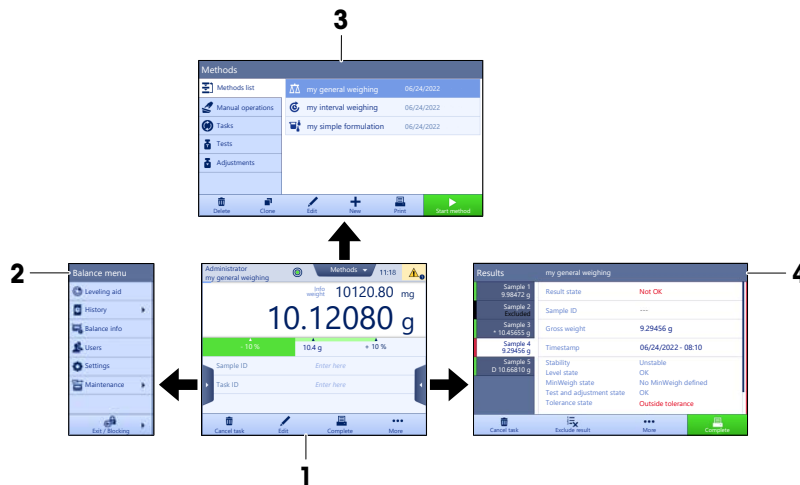 3
Methods
Methods list
my general weighing 06/24/2022
Manual operations
my interval weighing 06/24/2022
Tasks
my simple formulation 06/24/2022
Tests
Adjustments
Delete Clone Edit New Print Start method
2
Balance menu
Leveling aid
History
Balance info
Users
Settings
Maintenance
Exit / Blocking
Administrator
my general weighing
Methods 11:18
Info
weight 10120.80 mg
10.12080 g
- 10 % 10.4 g + 10 %
Sample ID Enter here
Task ID Enter here
Cancel task Edit Complete More
1
4
Results my general weighing
Sample 1
9.98472 g
Sample 2
Excluded
Sample 3
* 10.45655 g
Sample 4
9.29456 g
Sample 5
D 10.66810 g
Result state Not OK
Sample ID ---
Gross weight 9.29456 g
Timestamp 06/24/2022 - 08:10
Stability Unstable
Level state OK
MinWeigh state No MinWeigh defined
Test and adjustment state OK
Tolerance state Outside tolerance
Cancel task Exclude result More Complete